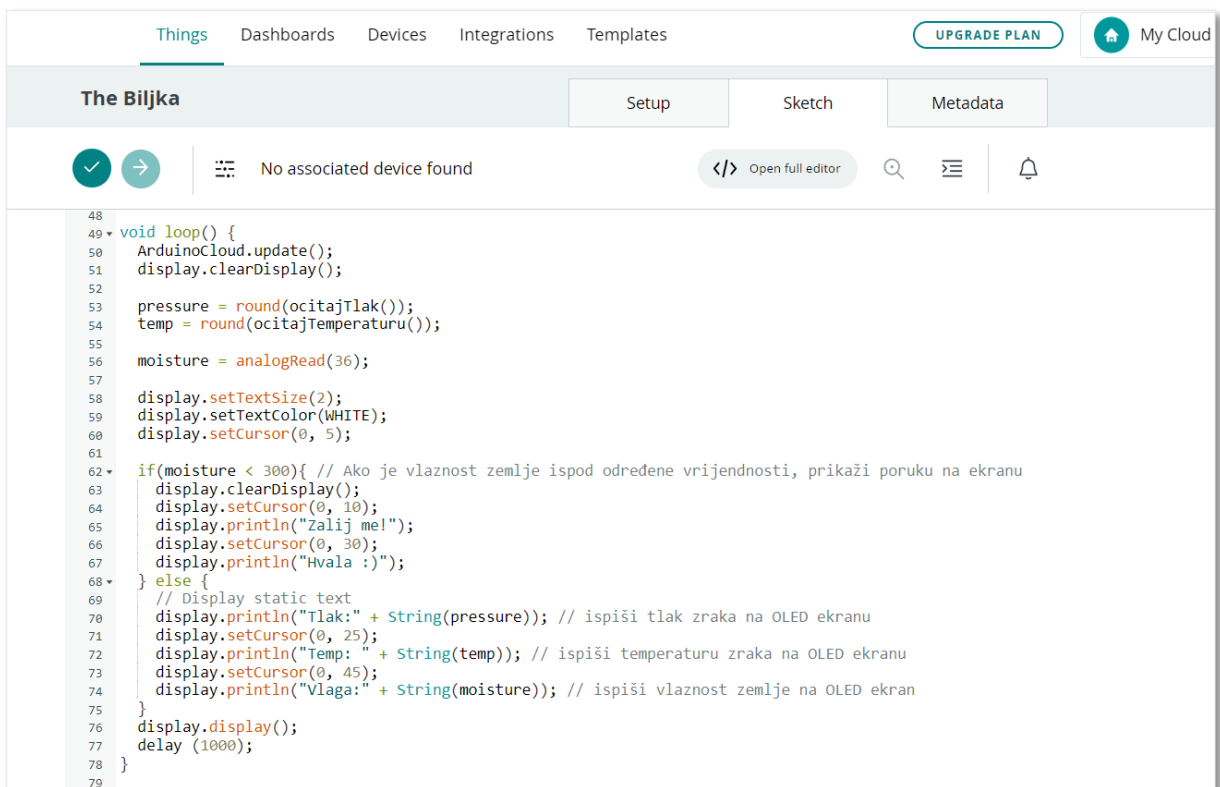 Things Dashboards Devices Integrations Templates UPGRADE PLAN My Cloud
The Biljka Setup Sketch Metadata
No associated device found </> Open full editor
48
49 void loop() {
50 ArduinoCloud.update();
51 display.clearDisplay();
52
53 pressure = round(ocitajTlak());
54 temp = round(ocitajTemperaturu());
55
56 moisture = analogRead(36);
57
58 display.setTextSize(2);
59 display.setTextColor(WHITE);
60 display.setCursor(0, 5);
61
62 if(moisture < 300){ // Ako je vlaznost zemlje ispod određene vrijendnosti, prikaži poruku na ekranu
63 display.clearDisplay();
64 display.setCursor(0, 10);
65 display.println("Zalij me!");
66 display.setCursor(0, 30);
67 display.println("Hvala :)");
68 } else {
69 // Display static text
70 display.println("Tlak:" + String(pressure)); // ispiši tlak zraka na OLED ekranu
71 display.setCursor(0, 25);
72 display.println("Temp: " + String(temp)); // ispiši temperaturu zraka na OLED ekranu
73 display.setCursor(0, 45);
74 display.println("Vlaga:" + String(moisture)); // ispiši vlaznost zemlje na OLED ekran
75 }
76 display.display();
77 delay (1000);
78 }
79